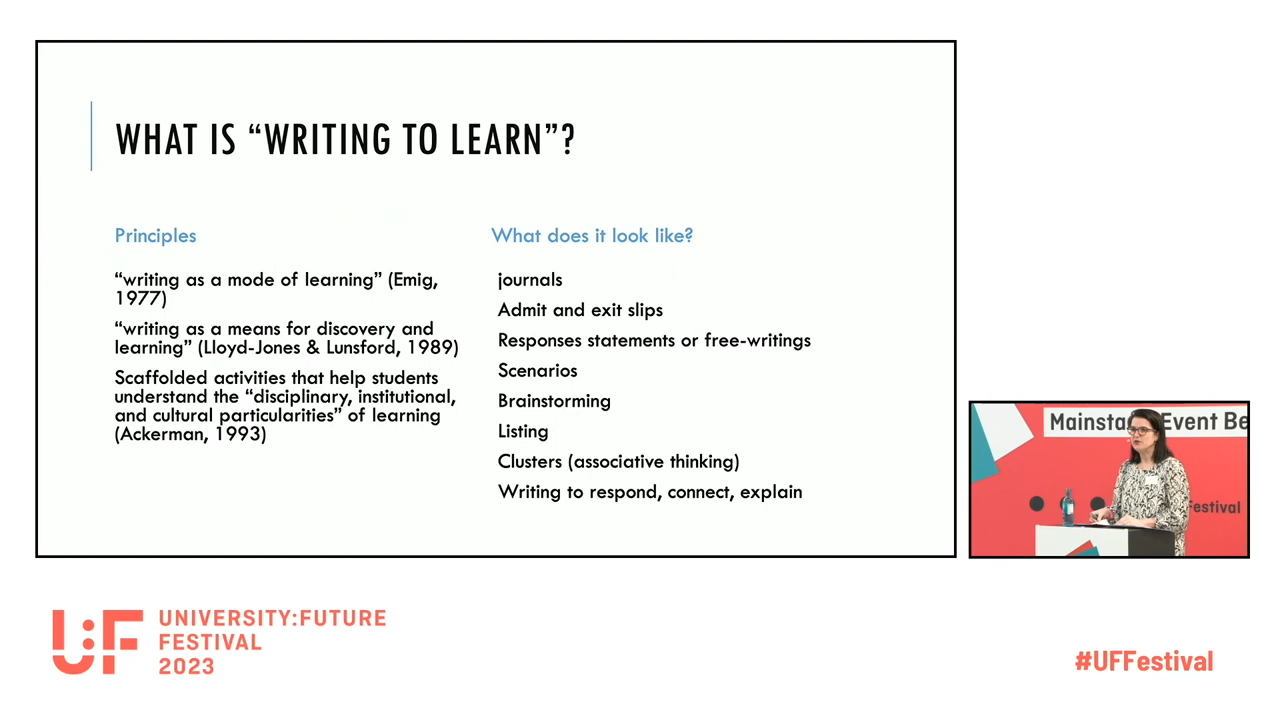 WHAT IS “WRITING TO LEARN”?
Principles
“writing as a mode of learning” (Emig,
1977)
“writing as a means for discovery and
learning” (Lloyd-Jones & Lunsford, 1989)
Scaffolded activities that help students
understand the “disciplinary, institutional,
and cultural particularities” of learning
(Ackerman, 1993)
What does it look like?
journals
Admit and exit slips
Responses statements or free-writings
Scenarios
Brainstorming
Listing
Clusters (associative thinking)
Writing to respond, connect, explain
Mainsta Event Be
Festival
U:F
UNIVERSITY:FUTURE
FESTIVAL
2023
#UFFestival